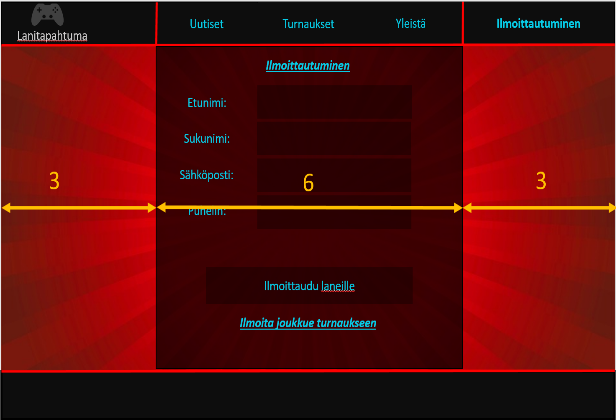 Lanitapahtuma
Uutiset Turnaukset Yleistä Ilmoittautuminen
Ilmoittautuminen
Etunimi:
Sukunimi:
Sähköposti:
3 6 3
Puhelin:
Ilmoittaudu laneille
Ilmoita joukkue turnaukseen